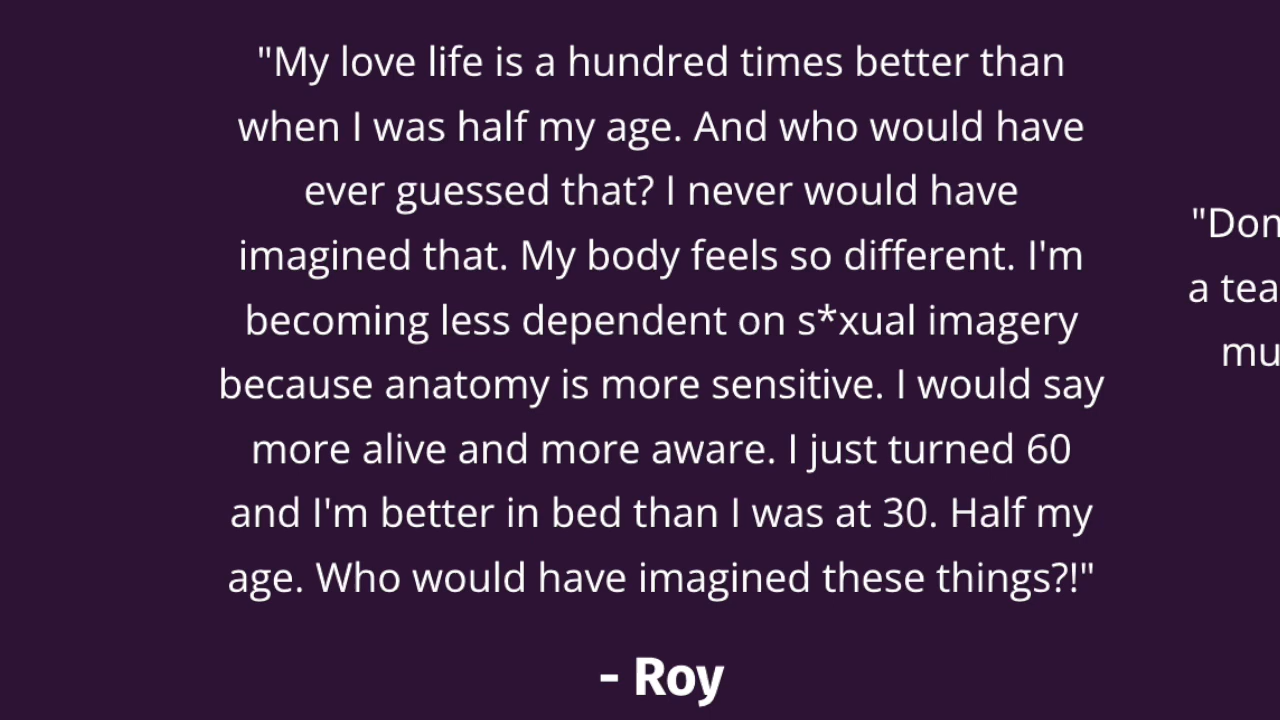 "My love life is a hundred times better than
when I was half my age. And who would have
ever guessed that? I never would have
imagined that. My body feels so different. I'm
becoming less dependent on s*xual imagery
because anatomy is more sensitive. I would say
more alive and more aware. I just turned 60
and I'm better in bed than I was at 30. Half my
age. Who would have imagined these things?!"
- Roy
"Don
a tea
mu